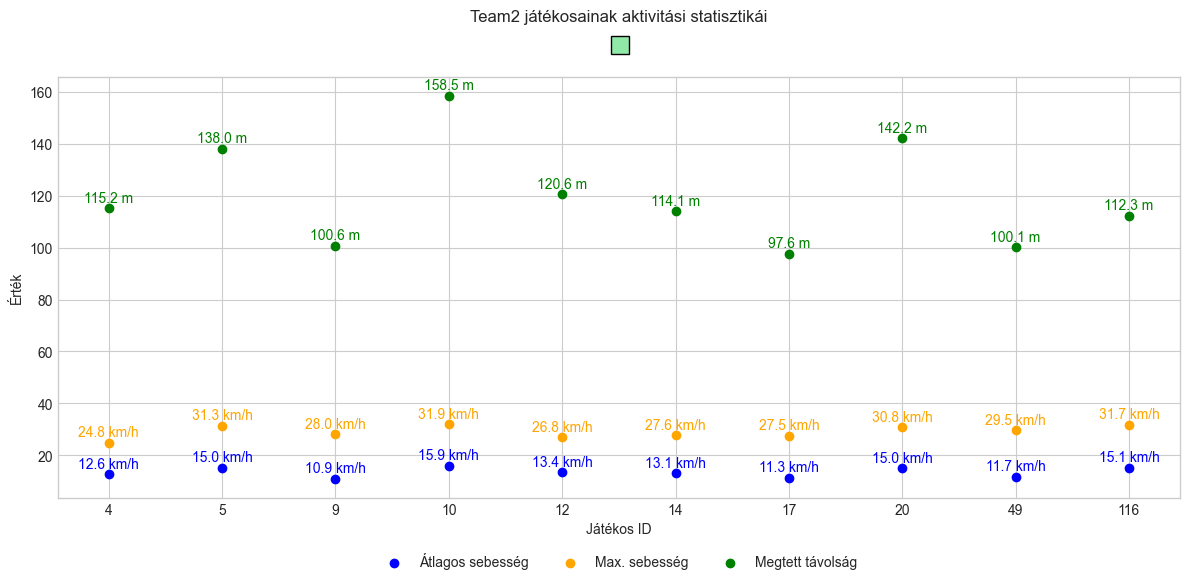 Team2 játékosainak aktivitási statisztikái
160
140
120
100
80
60
40
20
Érték
115.2 m
138.0 m
100.6 m
158.5 m
120.6 m
114.1 m
97.6 m
142.2 m
100.1 m
112.3 m
24.8 km/h
31.3 km/h
28.0 km/h
31.9 km/h
26.8 km/h
27.6 km/h
27.5 km/h
30.8 km/h
29.5 km/h
31.7 km/h
12.6 km/h
15.0 km/h
10.9 km/h
15.9 km/h
13.4 km/h
13.1 km/h
11.3 km/h
15.0 km/h
11.7 km/h
15.1 km/h
4 5 9 10 12 14 17 20 49 116
Játékos ID
Átlagos sebesség Max. sebesség Megtett távolság